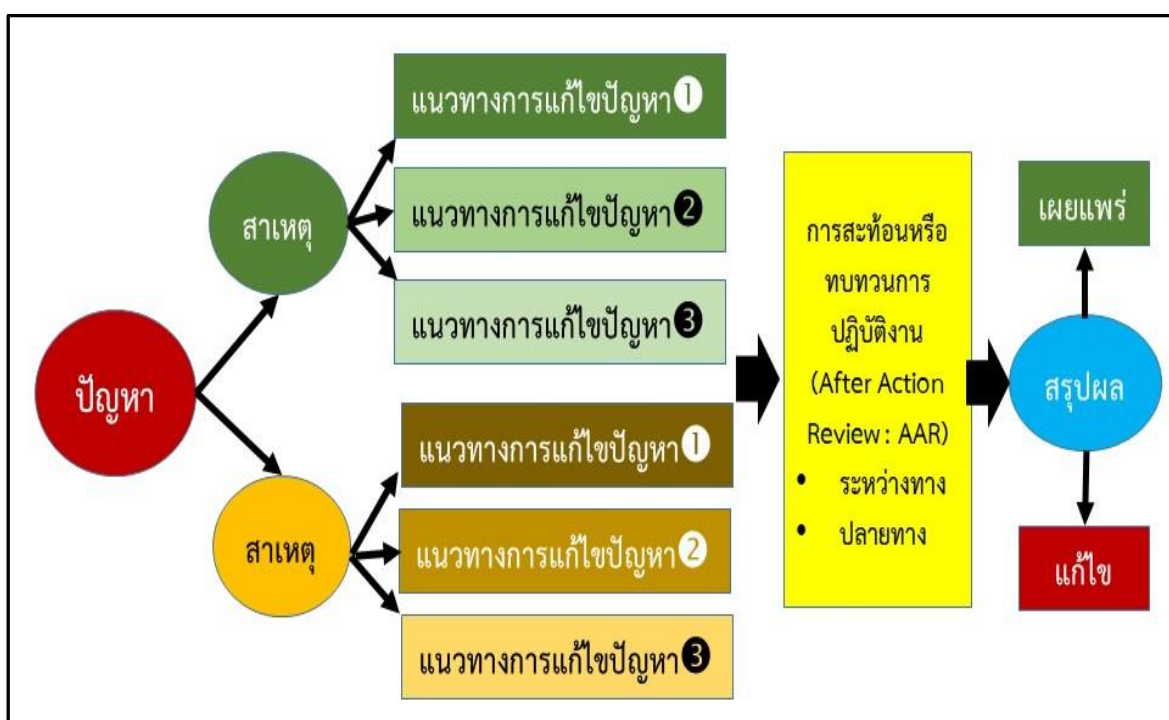 ปัญหา
สาเหตุ
แนวทางการแก้ไขปัญหา❶
แนวทางการแก้ไขปัญหา❷
แนวทางการแก้ไขปัญหา❸
สาเหตุ
แนวทางการแก้ไขปัญหา❶
แนวทางการแก้ไขปัญหา❷
แนวทางการแก้ไขปัญหา❸
การสะท้อนหรือ
ทบทวนการ
ปฏิบัติงาน
(After Action
Review : AAR)
• ระหว่างทาง
• ปลายทาง
เผยแพร่
สรุปผล
แก้ไข